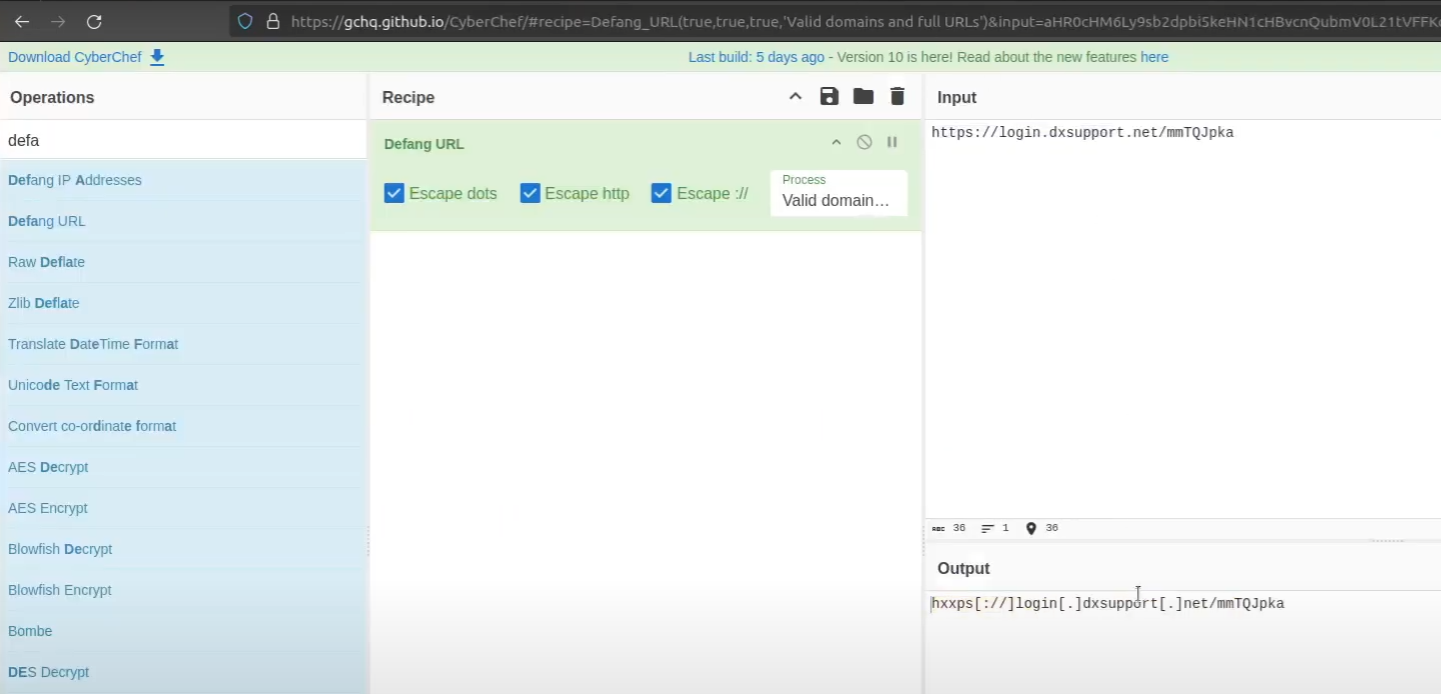 https://gchq.github.io/CyberChef/#recipe=Defang_URL(true,true,true,'Valid domains and full URLs')&input=aHR0cHM6Ly9sb2dpbi5keHN1cHBvcnQubmV0L21tVFFK
Download CyberChef
Last build: 5 days ago - Version 10 is here! Read about the new features here
Operations
Recipe
Input
defa
Defang IP Addresses
Defang URL
Raw Deflate
Zlib Deflate
Translate DateTime Format
Unicode Text Format
Convert co-ordinate format
AES Decrypt
AES Encrypt
Blowfish Decrypt
Blowfish Encrypt
Bombe
DES Decrypt
Defang URL
Escape dots
Escape http
Escape ://
Process
Valid domain...
https://login.dxsupport.net/mmTQJpka
ABC 36 1 36
Output
hxxps[://]login[.]dxsupport[.]net/mmTQJpka